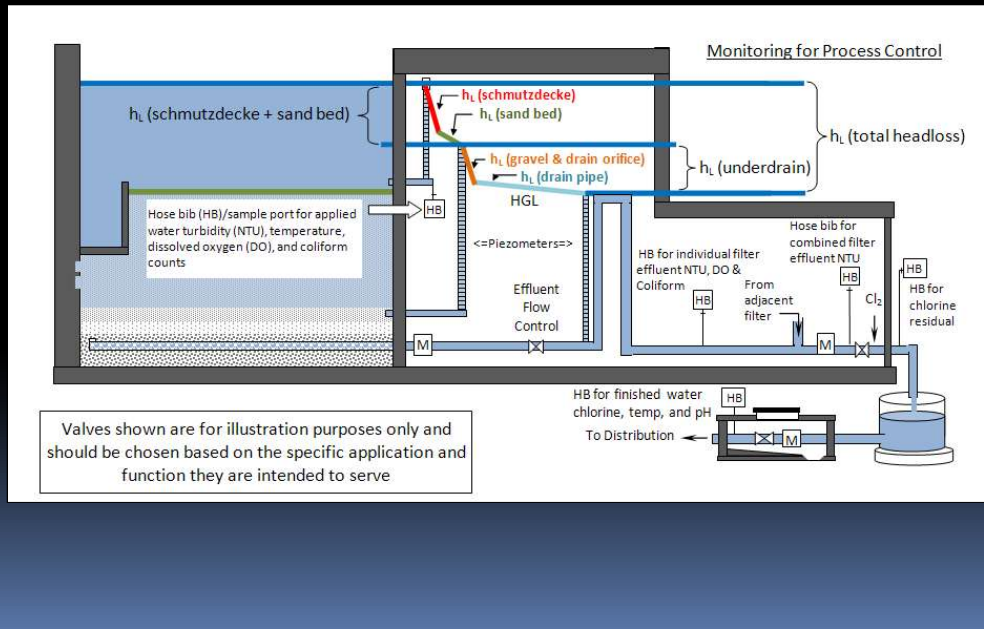 Monitoring for Process Control
hL (schmutzdecke + sand bed)
hL (schmutzdecke)
hL (sand bed)
hL (total headloss)
hL (gravel & drain orifice)
hL (underdrain)
hL (drain pipe)
HGL
Hose bib (HB)/sample port for applied
water turbidity (NTU), temperature,
dissolved oxygen (DO), and coliform
counts
HB
<=Piezometers=>
HB for individual filter
effluent NTU, DO &
Coliform
HB
Hose bib for
combined filter
effluent NTU
HB
HB
HB for
chlorine
residual
Cl2
From
adjacent
filter
Effluent
Flow
Control
M
M
HB for finished water
chlorine, temp, and pH
HB
To Distribution
M
Valves shown are for illustration purposes only and
should be chosen based on the specific application and
function they are intended to serve